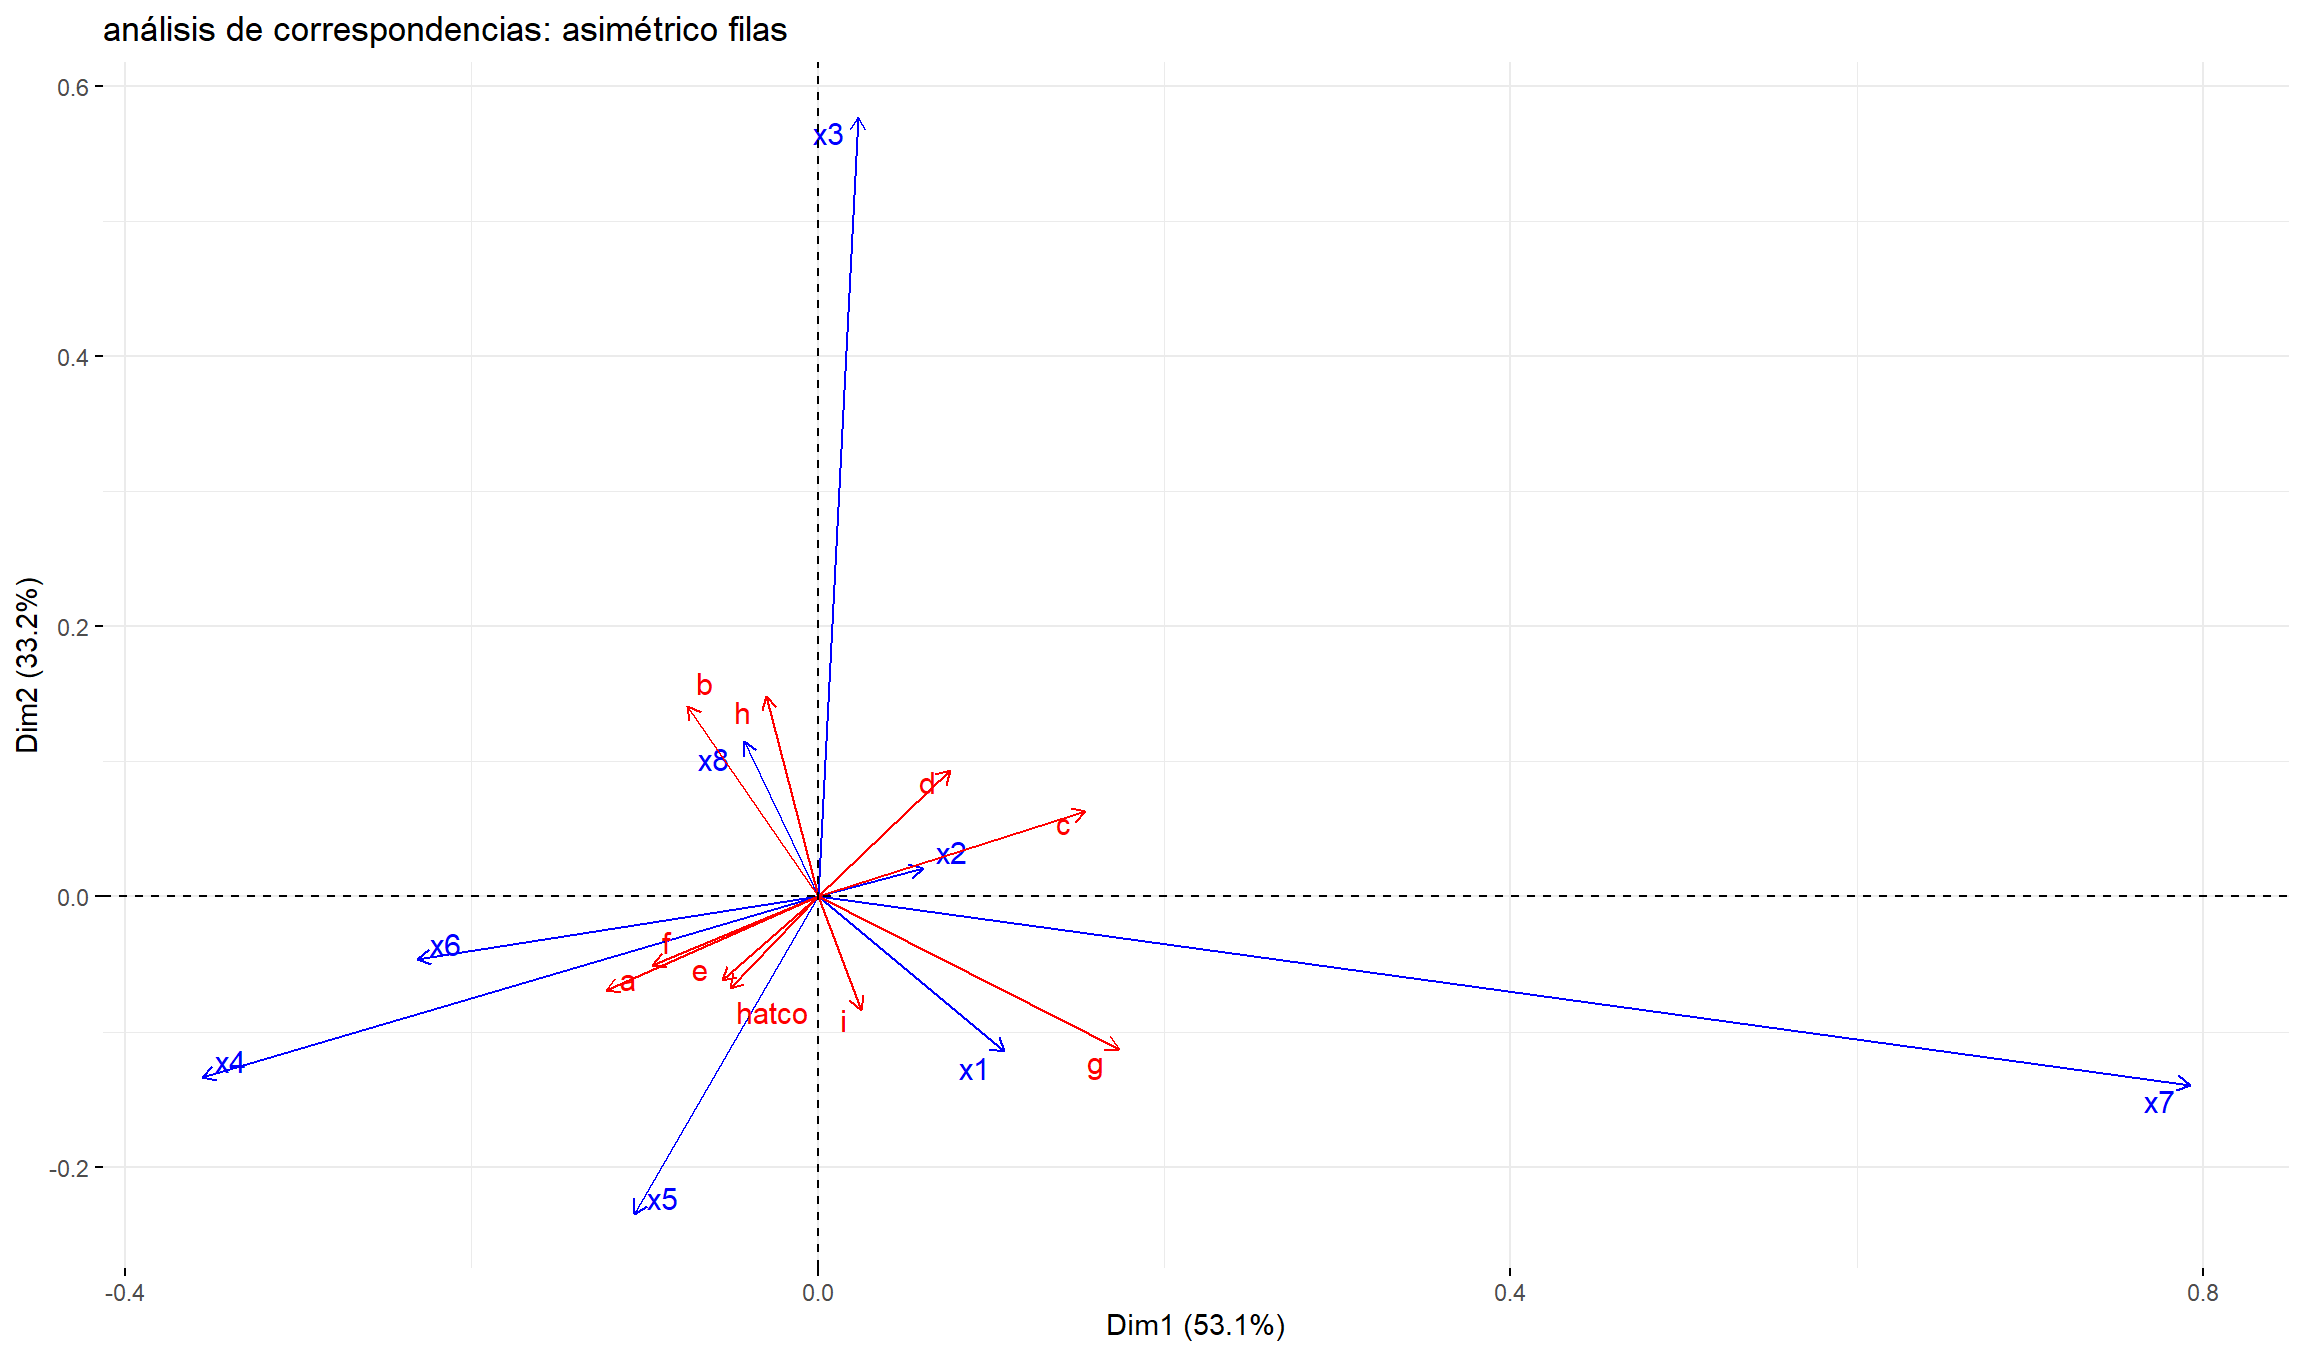 análisis de correspondencias: asimétrico filas
0.6
x3
0.4
Dim2 (33.2%)
0.2
b
h
x8
d
c
x2
0.0
x6
f
e
a
hatco
i
x4
x1
g
x7
-0.2
x5
-0.4
0.0
0.4
0.8
Dim1 (53.1%)